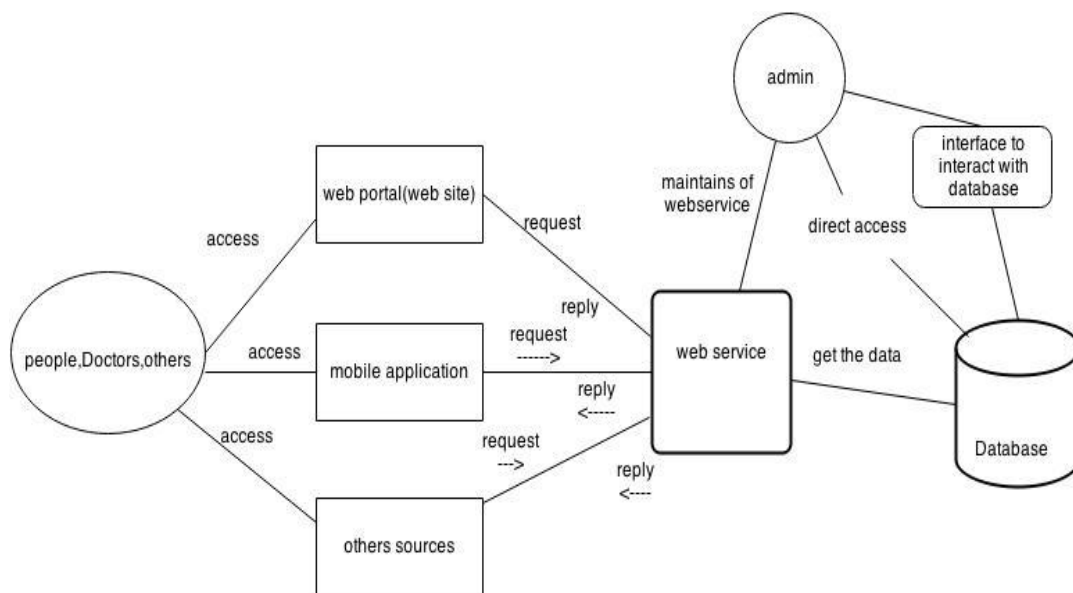 admin
interface to
interact with
database
maintains of
webservice
direct access
web portal(web site)
request
access
reply
people,Doctors,others
access
mobile application
request
------>
reply
<-----
web service
get the data
Database
access
request
--->
reply
<----
others sources